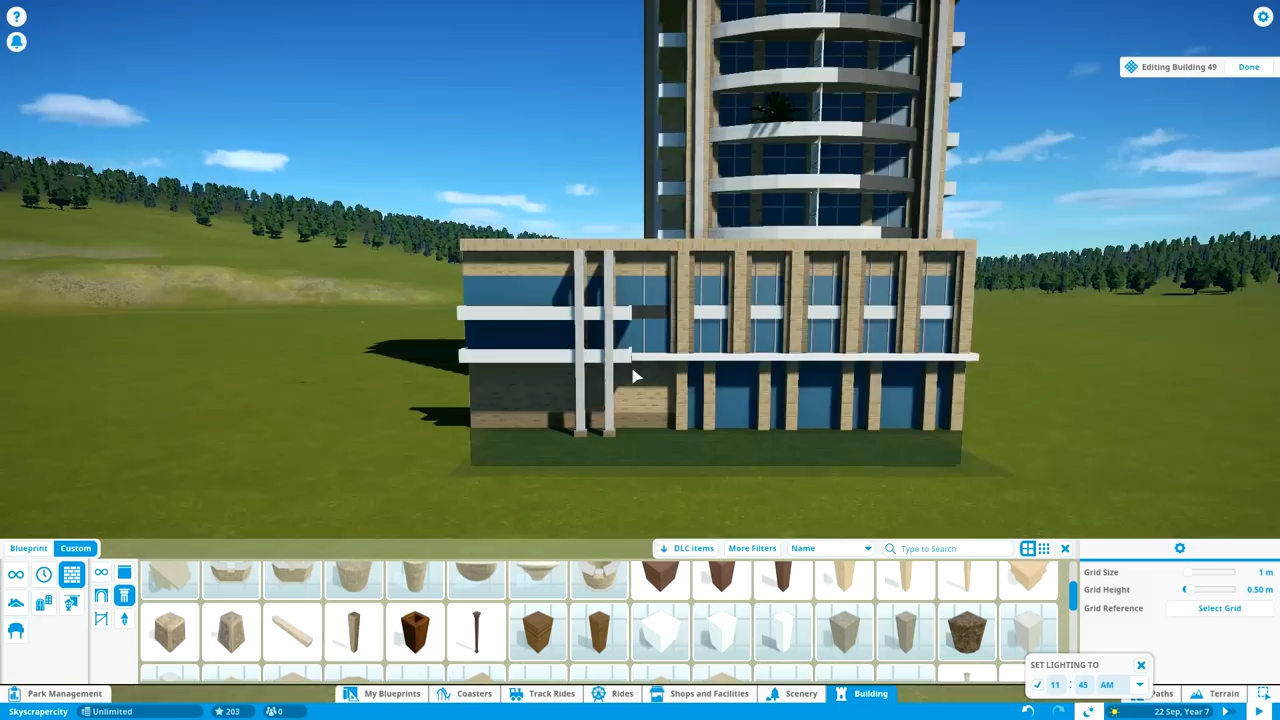 ?
Editing Building 49 Done
Blueprint Custom
DLC items More Filters Name Type to Search
Grid Size 1 m
Grid Height 0.50 m
Grid Reference Select Grid
SET LIGHTING TO
11 : 45 AM
Park Management My Blueprints Coasters Track Rides Rides Shops and Facilities Scenery Building Paths Terrain
Skyscrapercity Unlimited 203 0 22 Sep, Year 7